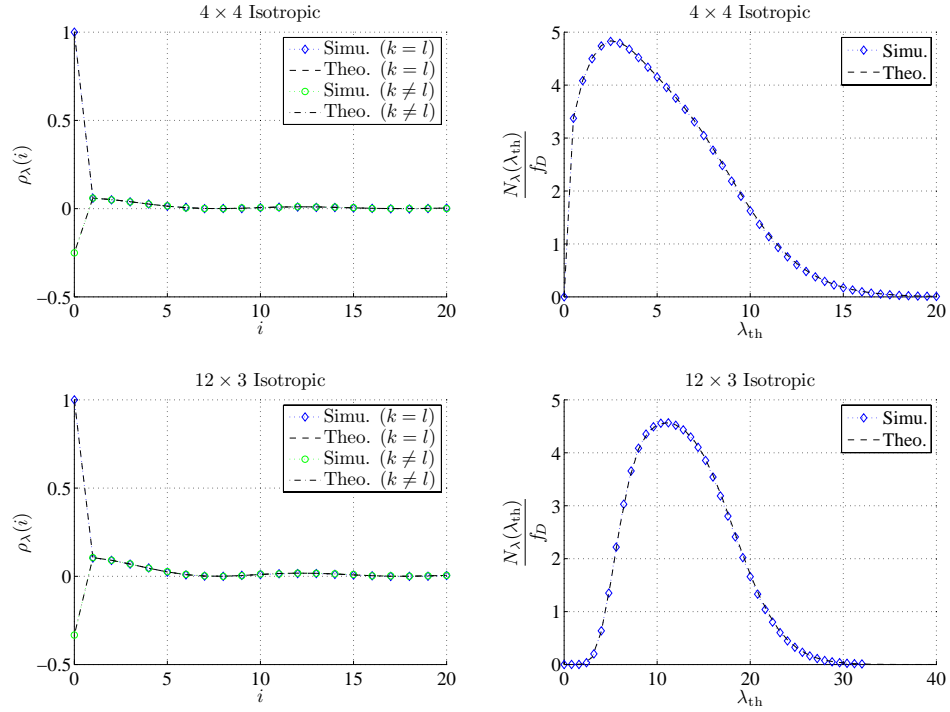 4 × 4 Isotropic
1
0.5
0
−0.5
ρλ(i)
0 5 10 15 20
i
Simu. (k = l)
Theo. (k = l)
Simu. (k ≠ l)
Theo. (k ≠ l)
4 × 4 Isotropic
5
4
3
2
1
0
Nλ(λth)
fD
0 5 10 15 20
λth
Simu.
Theo.
12 × 3 Isotropic
1
0.5
0
−0.5
ρλ(i)
0 5 10 15 20
i
Simu. (k = l)
Theo. (k = l)
Simu. (k ≠ l)
Theo. (k ≠ l)
12 × 3 Isotropic
5
4
3
2
1
0
Nλ(λth)
fD
0 10 20 30 40
λth
Simu.
Theo.